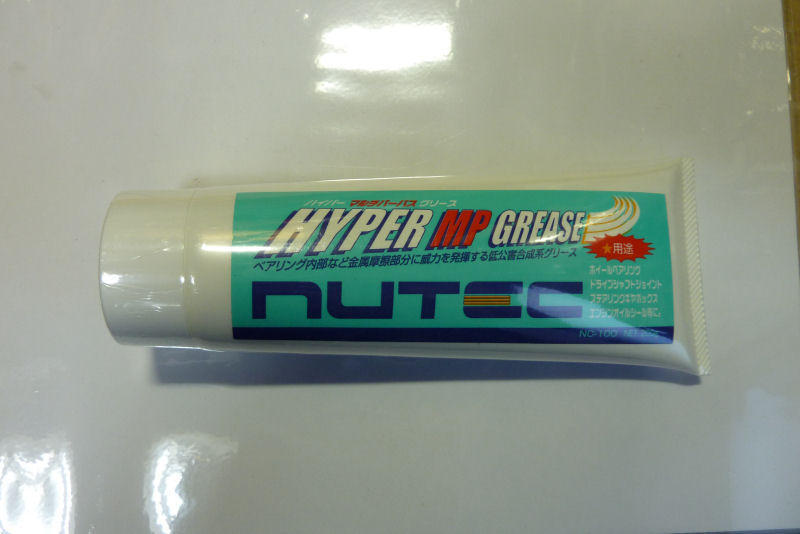 ハイパー マルチパーパス グリース
HYPER MP GREASE
ベアリング内部など金属摩擦部分に威力を発揮する低公害合成系グリース
nUTEC
★用途
ホイールベアリング
ドライブシャフトジョイント
ステアリングギヤボックス
エンジンオイルシール等に。
NC-100 NET